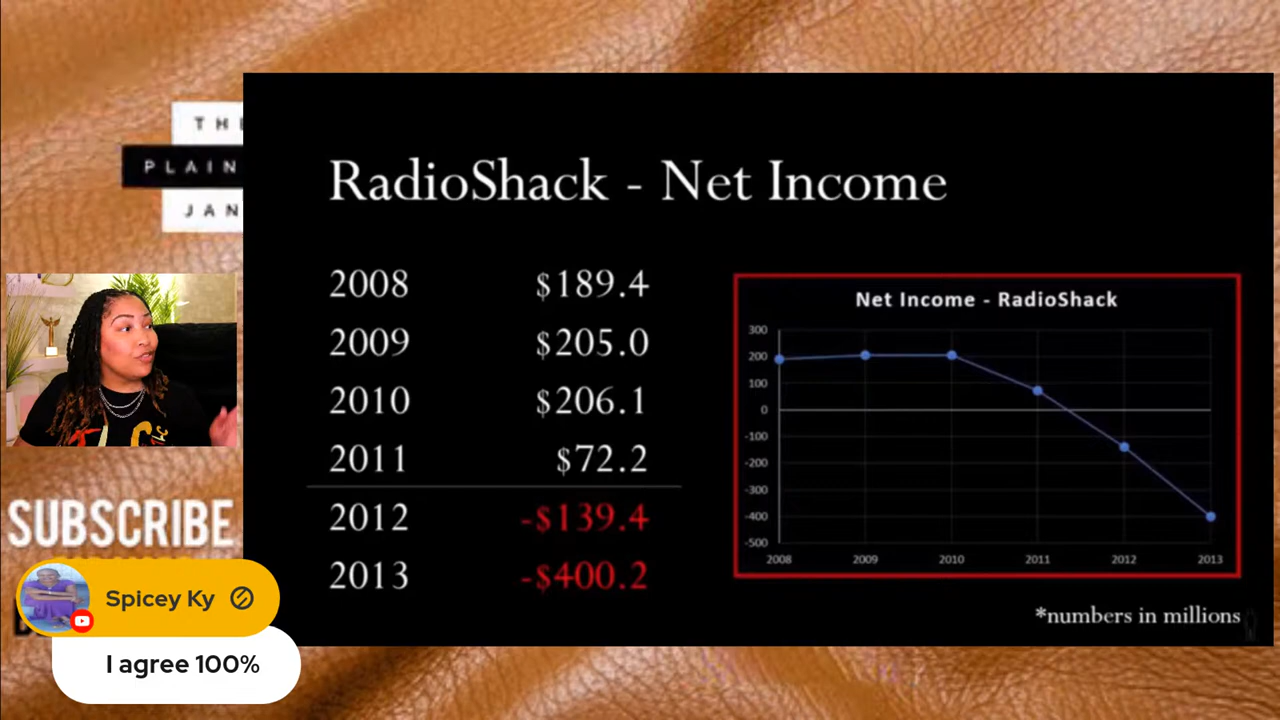 THE
PLAIN
JAN
SUBSCRIBE
Spicey Ky
I agree 100%
RadioShack - Net Income
2008 $189.4
2009 $205.0
2010 $206.1
2011 $72.2
2012 -$139.4
2013 -$400.2
Net Income - RadioShack
300
200
100
0
-100
-200
-300
-400
-500
2008 2009 2010 2011 2012 2013
*numbers in millions